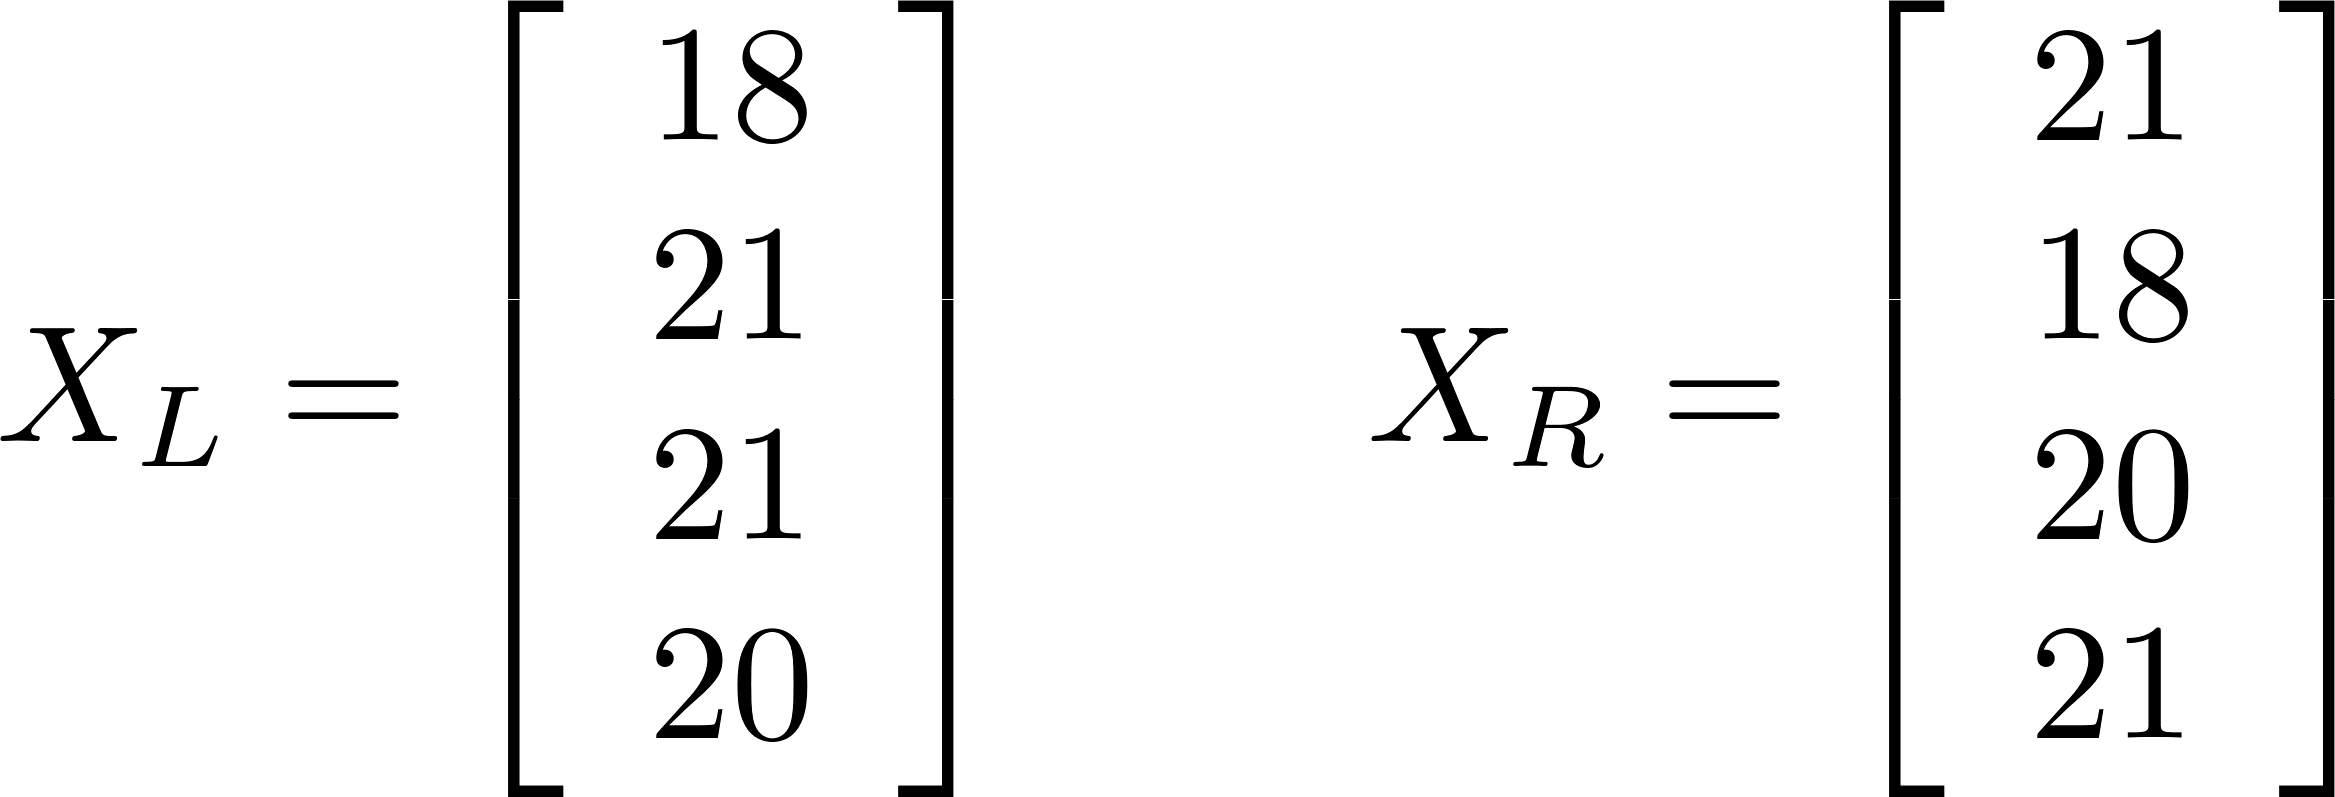 X_L = [ 18 21 21 20 ]
X_R = [ 21 18 20 21 ]